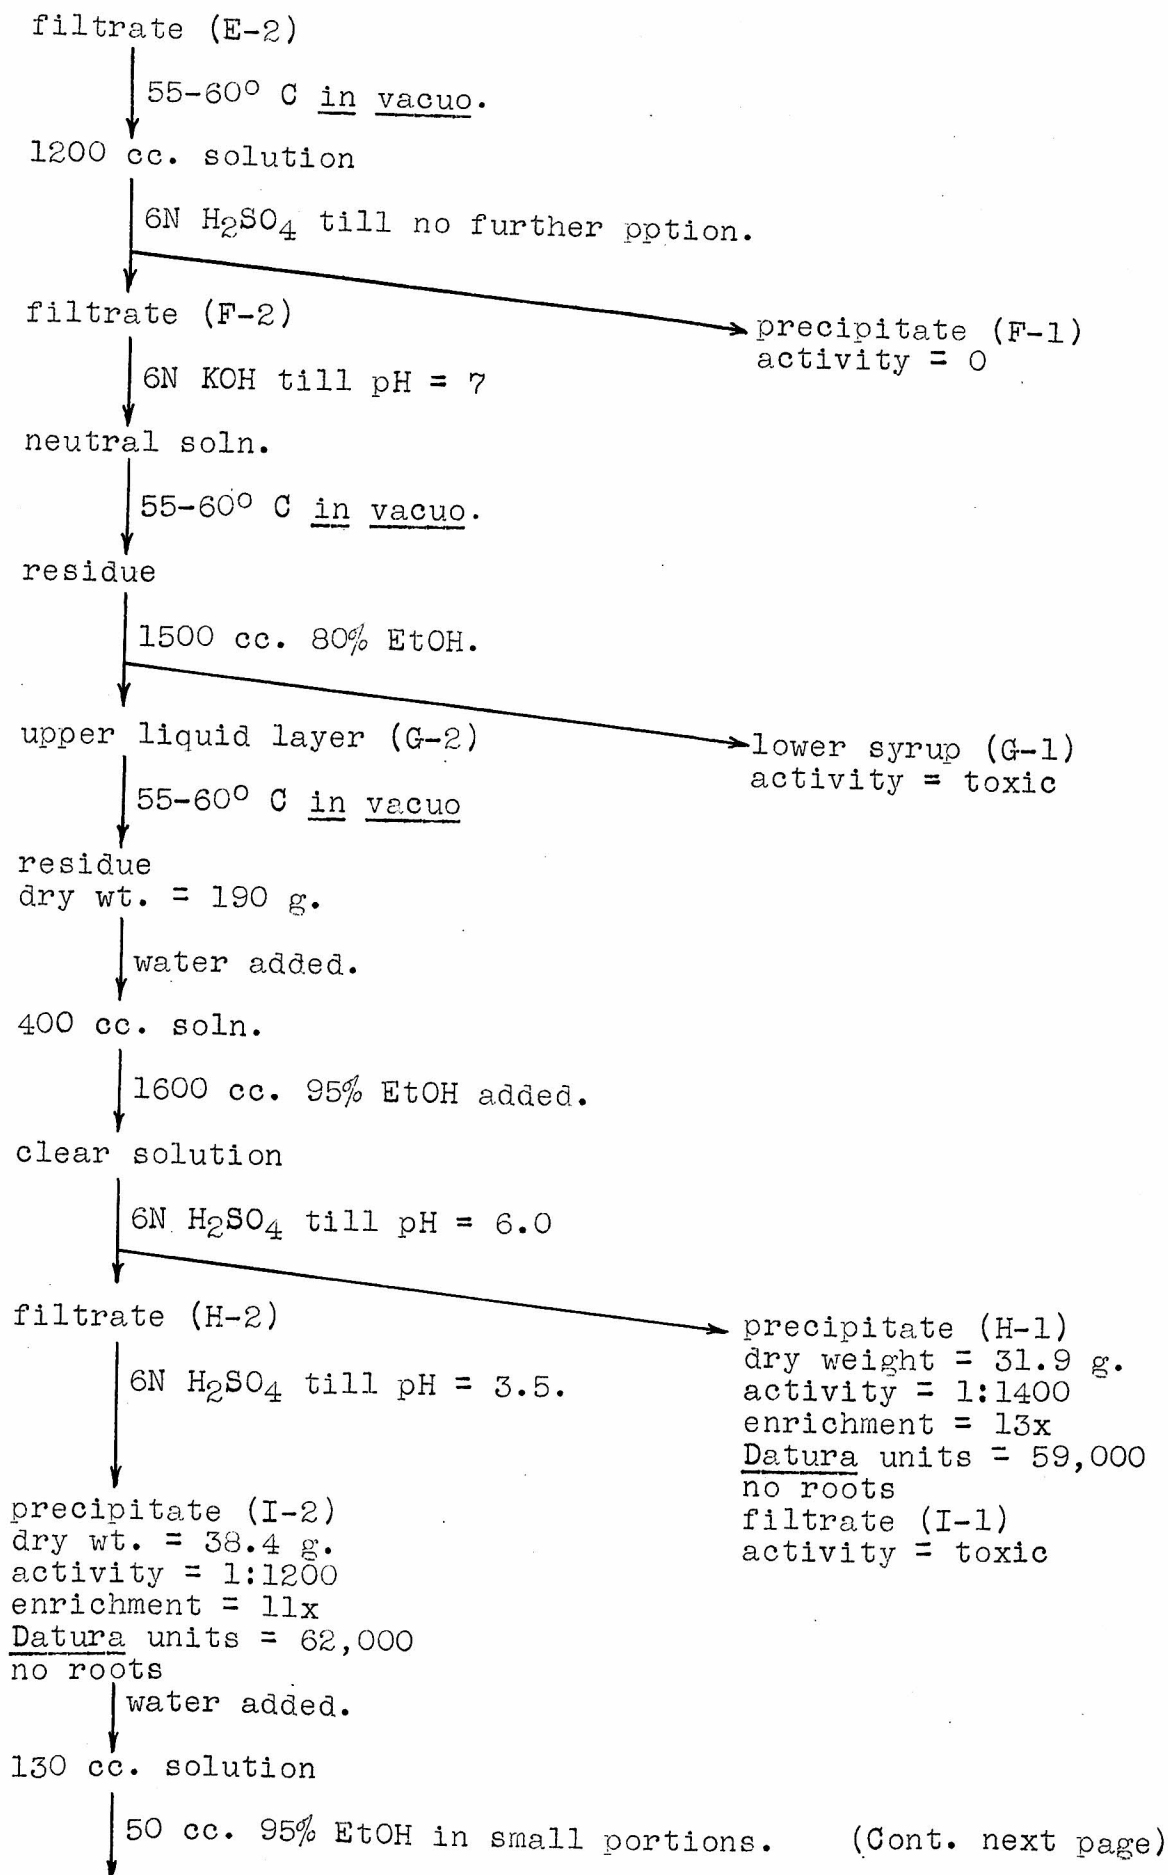 filtrate (E-2)
55-60° C in vacuo.
1200 cc. solution
6N H₂SO₄ till no further pption.
filtrate (F-2)
precipitate (F-1)
activity = 0
6N KOH till pH = 7
neutral soln.
55-60° C in vacuo.
residue
1500 cc. 80% EtOH.
upper liquid layer (G-2)
lower syrup (G-1)
activity = toxic
55-60° C in vacuo
residue
dry wt. = 190 g.
water added.
400 cc. soln.
1600 cc. 95% EtOH added.
clear solution
6N H₂SO₄ till pH = 6.0
filtrate (H-2)
precipitate (H-1)
dry weight = 31.9 g.
activity = 1:1400
enrichment = 13x
Datura units = 59,000
no roots
filtrate (I-1)
activity = toxic
6N H₂SO₄ till pH = 3.5.
precipitate (I-2)
dry wt. = 38.4 g.
activity = 1:1200
enrichment = 11x
Datura units = 62,000
no roots
water added.
130 cc. solution
50 cc. 95% EtOH in small portions. (Cont. next page)